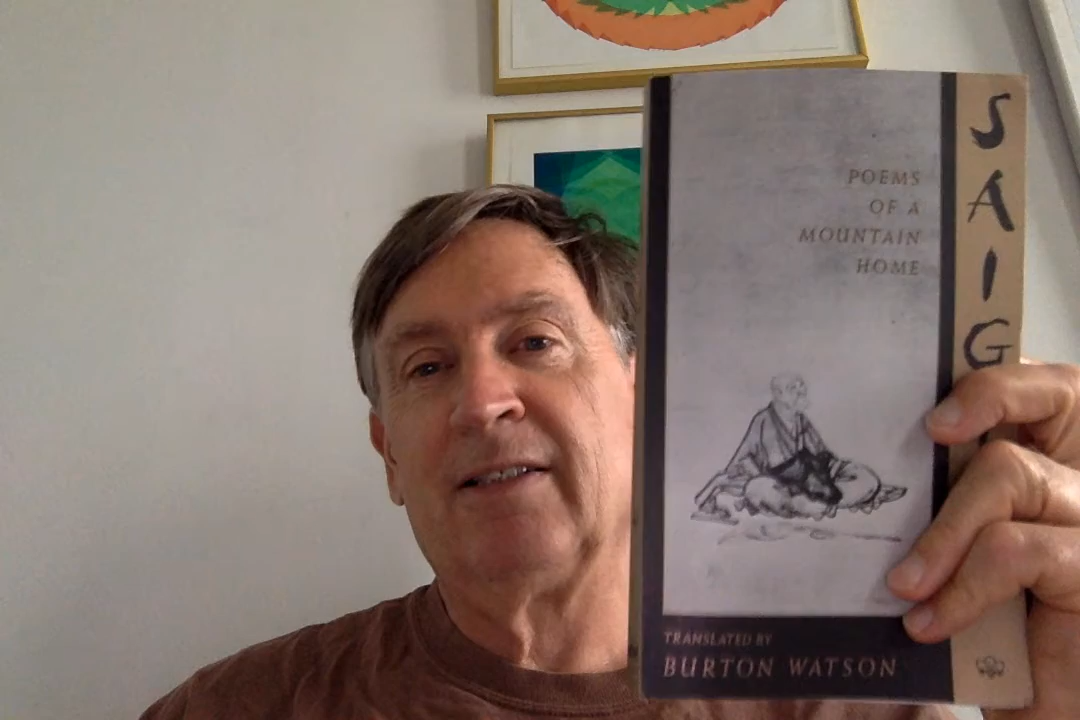 POEMS
OF A
MOUNTAIN
HOME
SAIG
TRANSLATED BY
BURTON WATSON